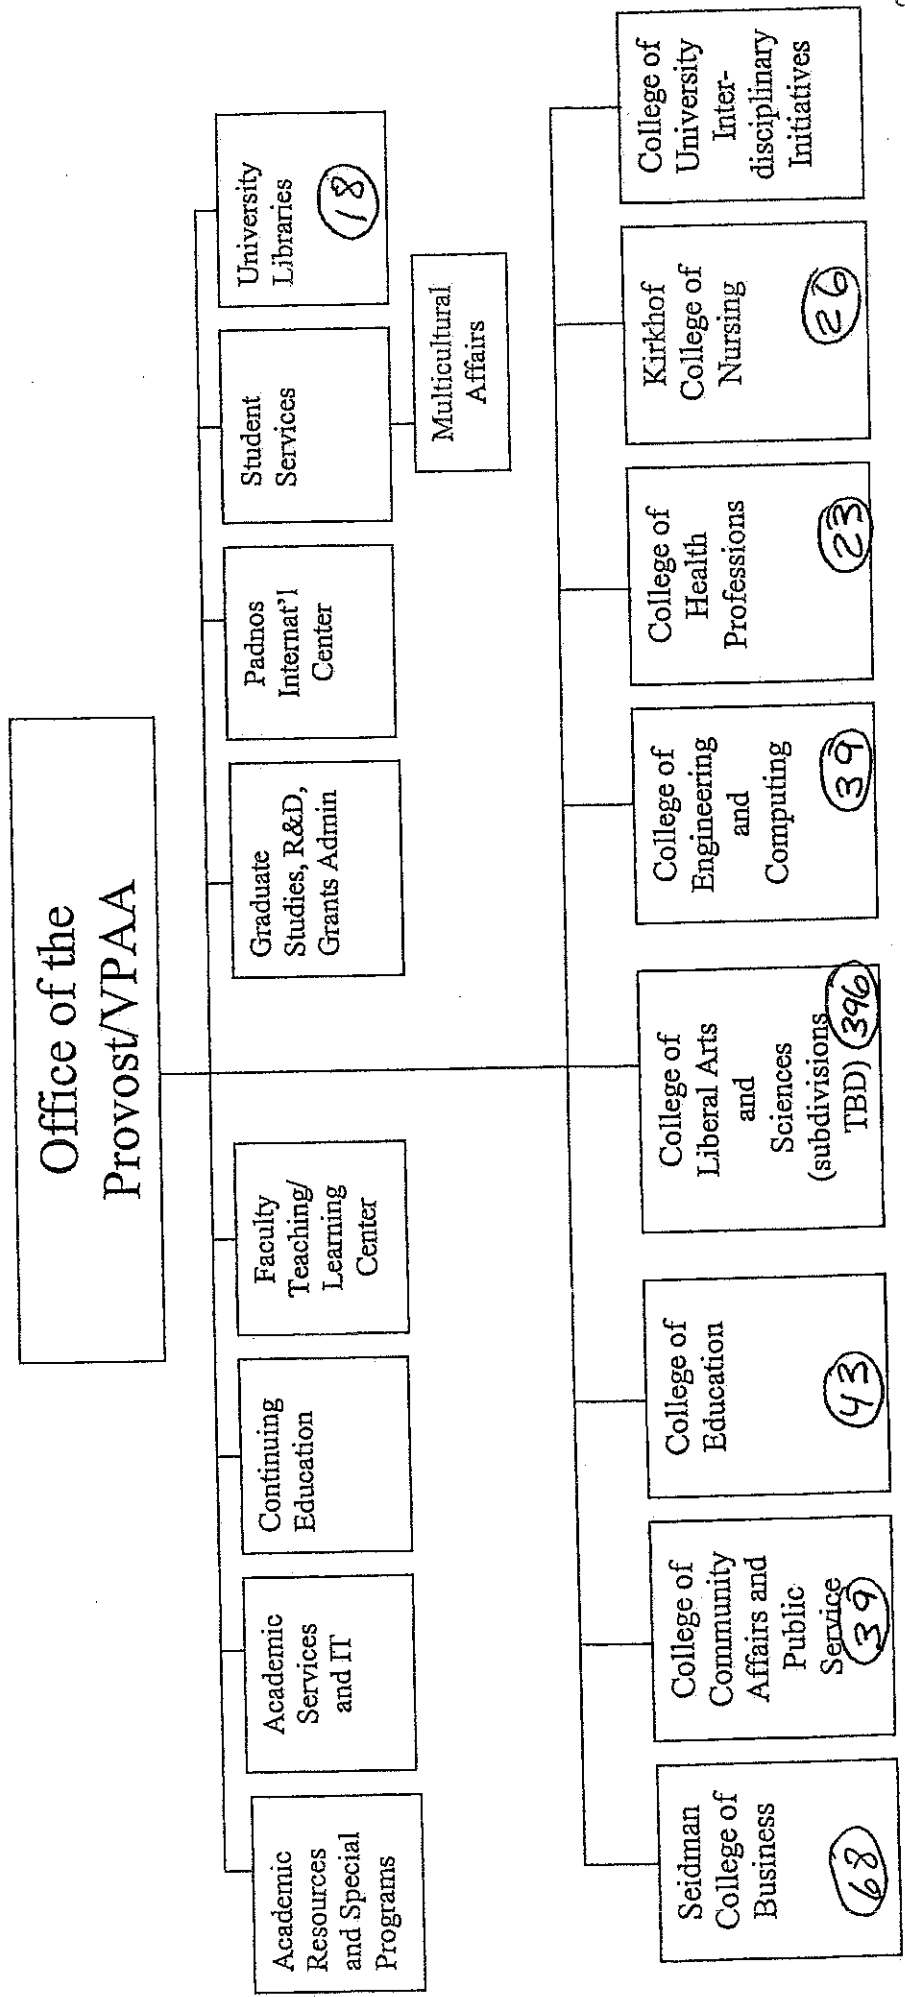 Office of the
Provost/VPAA
Academic
Resources
and Special
Programs
Academic
Services
and IT
Continuing
Education
Faculty
Teaching/
Learning
Center
Graduate
Studies, R&D,
Grants Admin
Padnos
Internat'l
Center
Student
Services
Multicultural
Affairs
University
Libraries
18
Seidman
College of
Business
68
College of
Community
Affairs and
Public
Service
39
College of
Education
43
College of
Liberal Arts
and
Sciences
(subdivisions
TBD) 396
College of
Engineering
and
Computing
39
College of
Health
Professions
23
Kirkhof
College of
Nursing
26
College of
University
Inter-
disciplinary
Initiatives